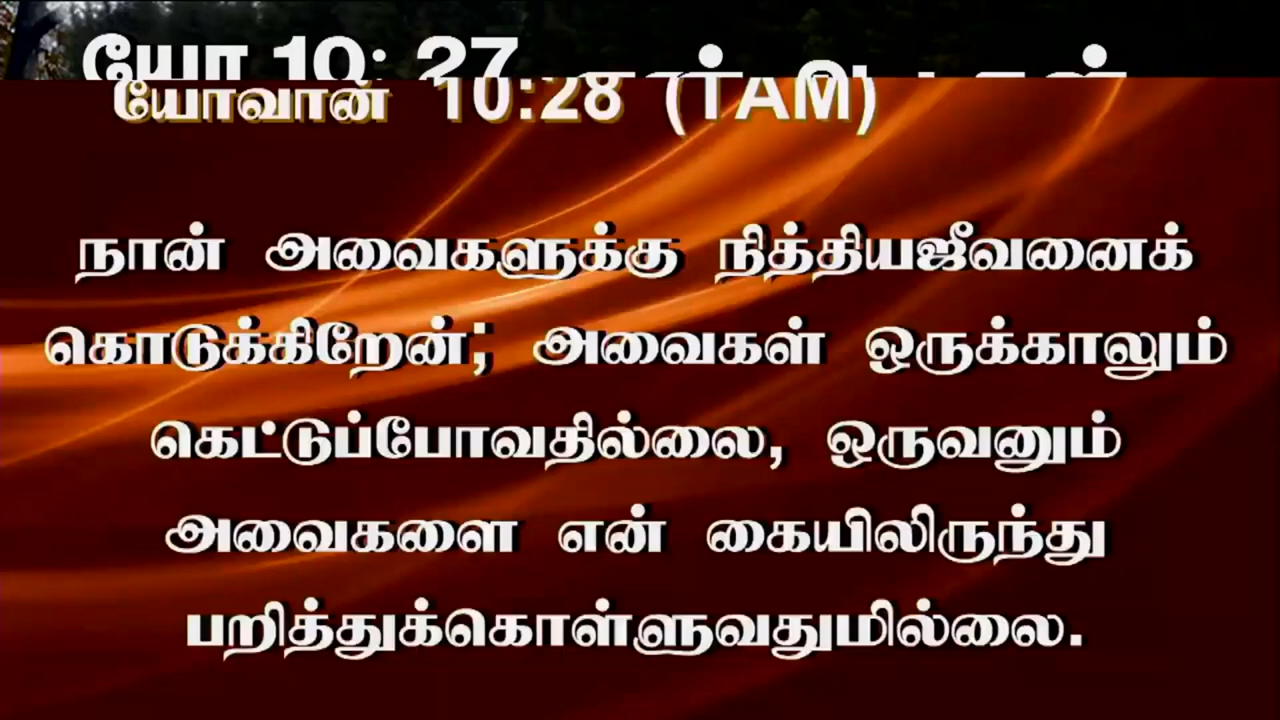 யோ 10: 27
யோவான் 10:28 (TAM)
நான் அவைகளுக்கு நித்தியஜீவனைக்
கொடுக்கிறேன்; அவைகள் ஒருக்காலும்
கெட்டுப்போவதில்லை, ஒருவனும்
அவைகளை என் கையிலிருந்து
பறித்துக்கொள்ளுவதுமில்லை.